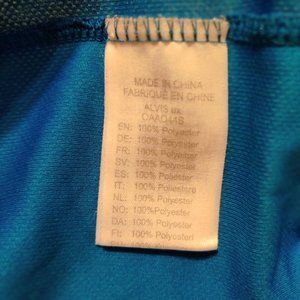 MADE IN CHINA
FABRIQUÉ EN CHINE
EN: 100% Polyester
DE: 100% Polyester
FR: 100% Polyester
SV: 100% Polyester
ES: 100% Poliester
IT: 100% Poliestere
NL: 100% Polyester
NO: 100%Polyester
DA: 100% Polyester
FI: 100% Polyesteri